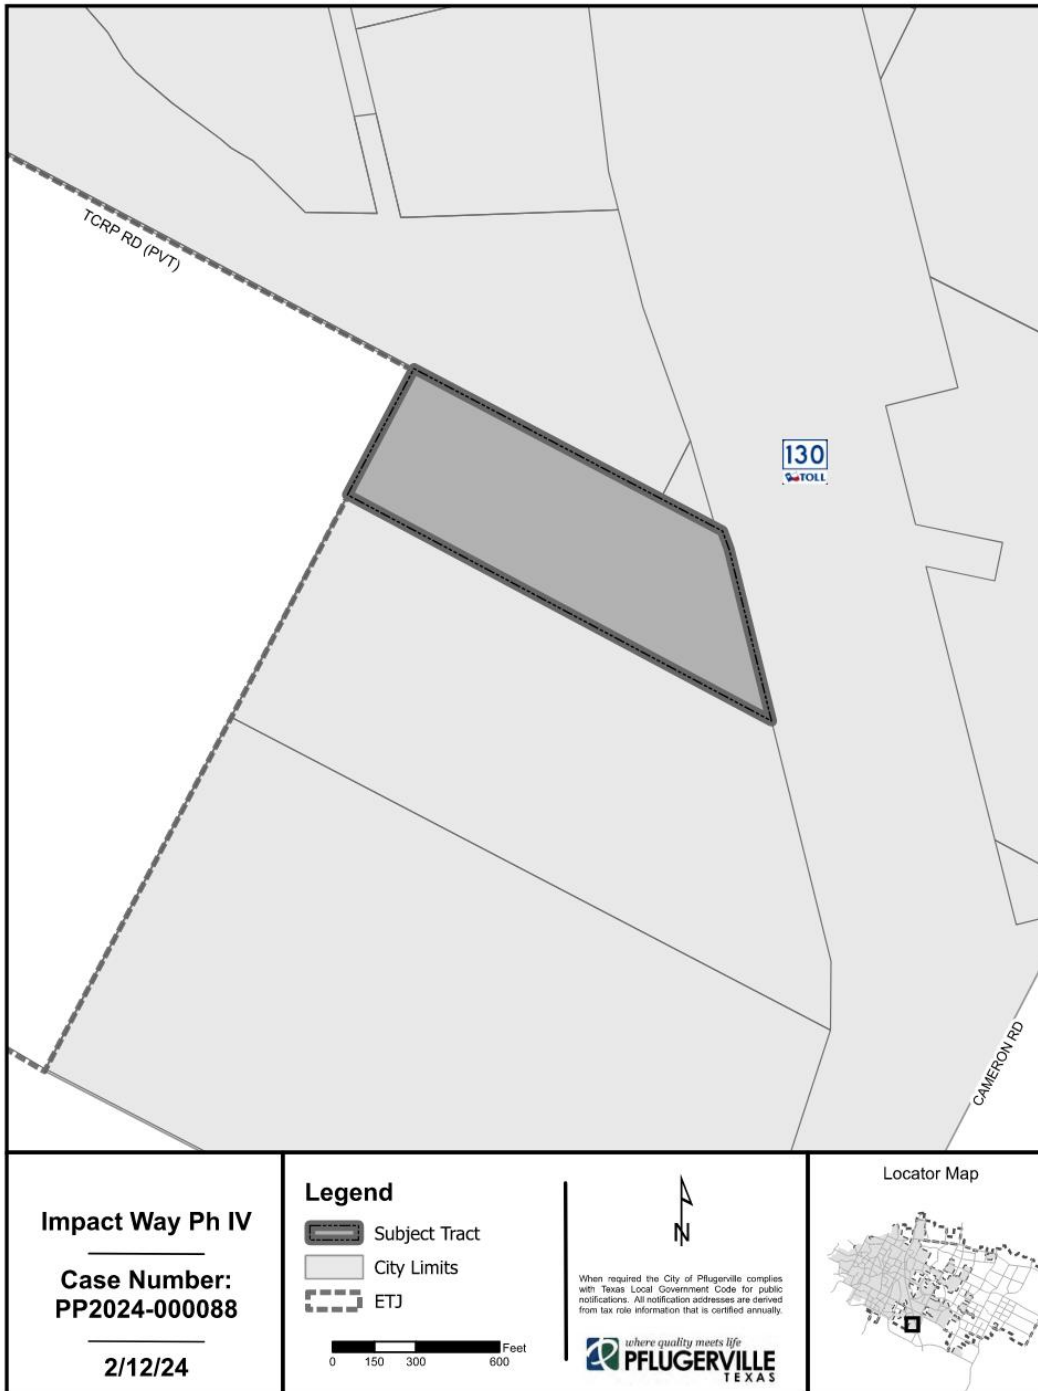 TCRP RD (PVT)
130
TOLL
CAMERON RD
Impact Way Ph IV
Case Number:
PP2024-000088
2/12/24
Legend
Subject Tract
City Limits
ETJ
Feet
0 150 300 600
N
When required the City of Pflugerville complies
with Texas Local Government Code for public
notifications. All notification addresses are derived
from tax role information that is certified annually.
where quality meets life
PFLUGERVILLE
TEXAS
Locator Map